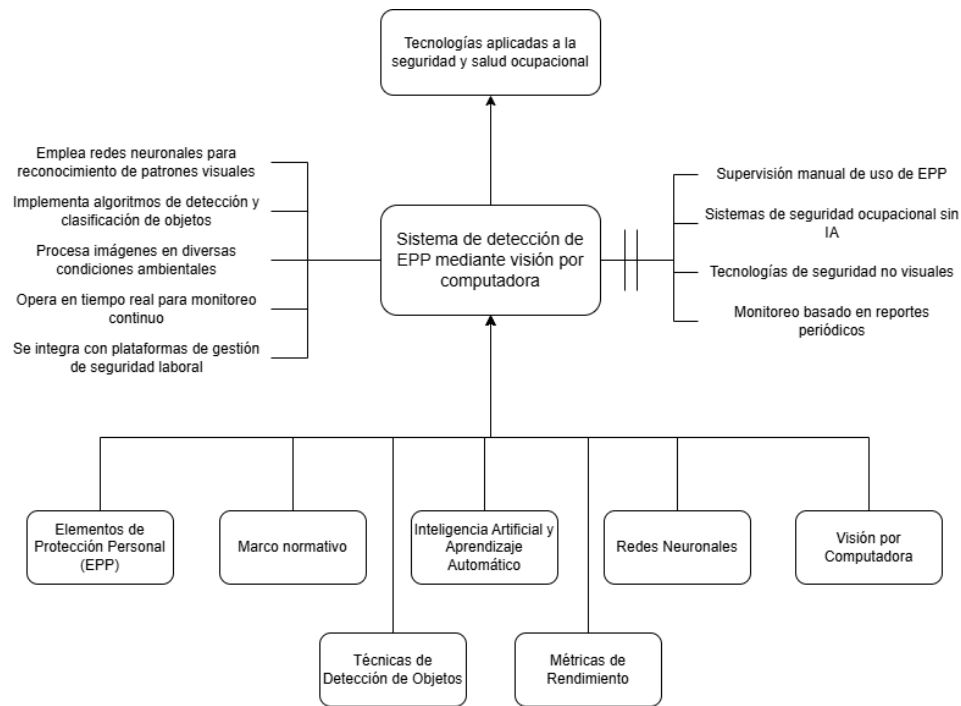 Tecnologías aplicadas a la
seguridad y salud ocupacional
Emplea redes neuronales para
reconocimiento de patrones visuales
Implementa algoritmos de detección y
clasificación de objetos
Procesa imágenes en diversas
condiciones ambientales
Opera en tiempo real para monitoreo
continuo
Se integra con plataformas de gestión
de seguridad laboral
Sistema de detección de
EPP mediante visión por
computadora
Supervisión manual de uso de EPP
Sistemas de seguridad ocupacional sin
IA
Tecnologías de seguridad no visuales
Monitoreo basado en reportes
periódicos
Elementos de
Protección Personal
(EPP)
Marco normativo
Inteligencia Artificial y
Aprendizaje
Automático
Redes Neuronales
Visión por
Computadora
Técnicas de
Detección de Objetos
Métricas de
Rendimiento